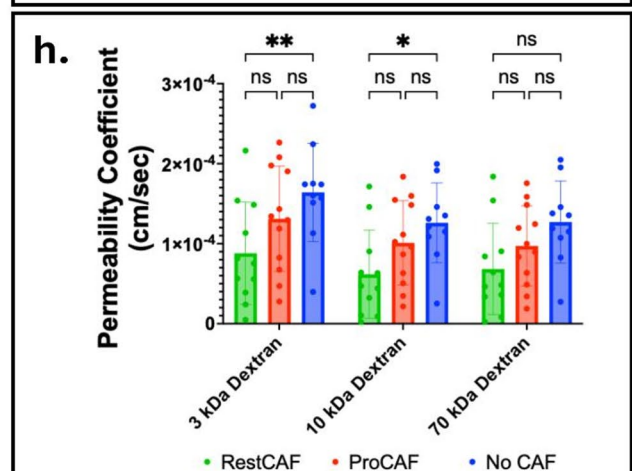 h.
** * ns
ns ns ns ns ns ns
Permeability Coefficient
(cm/sec)
3×10⁻⁴
2×10⁻⁴
1×10⁻⁴
0
3 kDa Dextran
10 kDa Dextran
70 kDa Dextran
RestCAF ProCAF No CAF